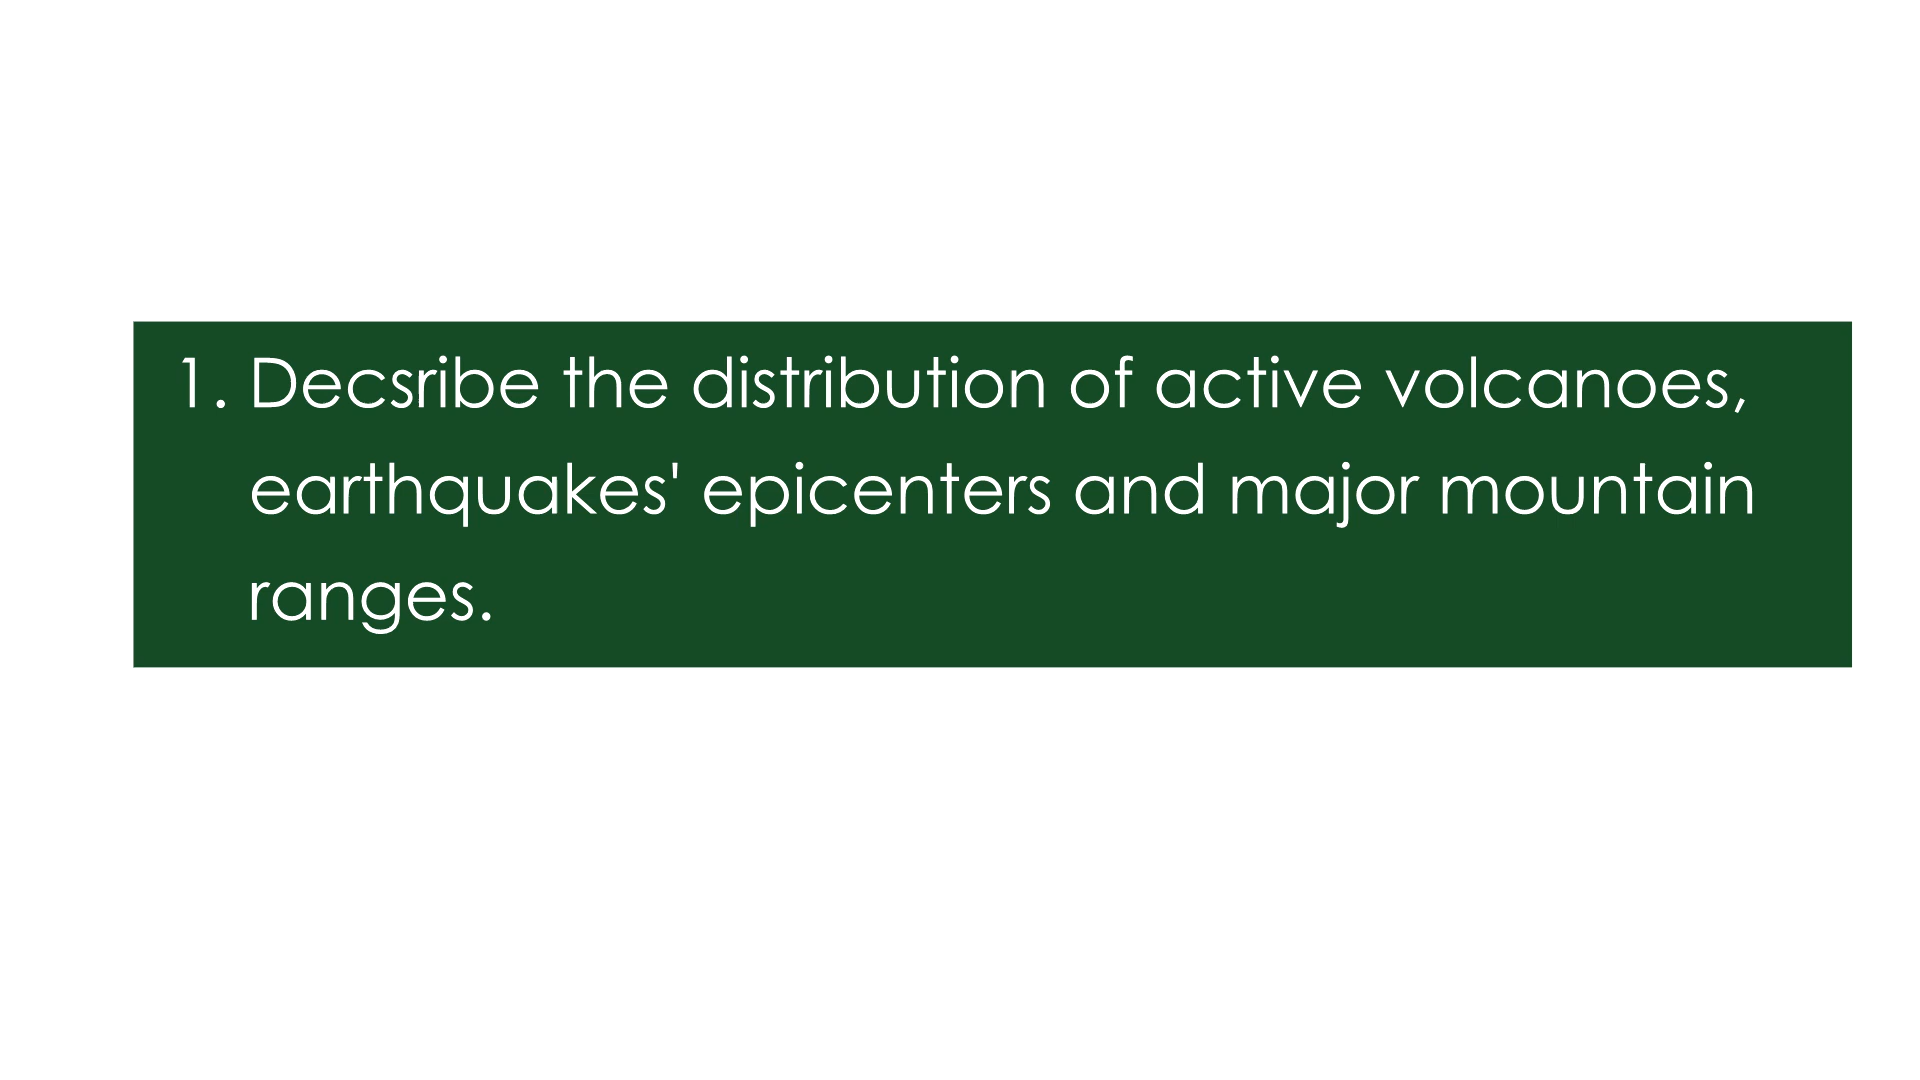 1. Decsribe the distribution of active volcanoes,
earthquakes' epicenters and major mountain
ranges.